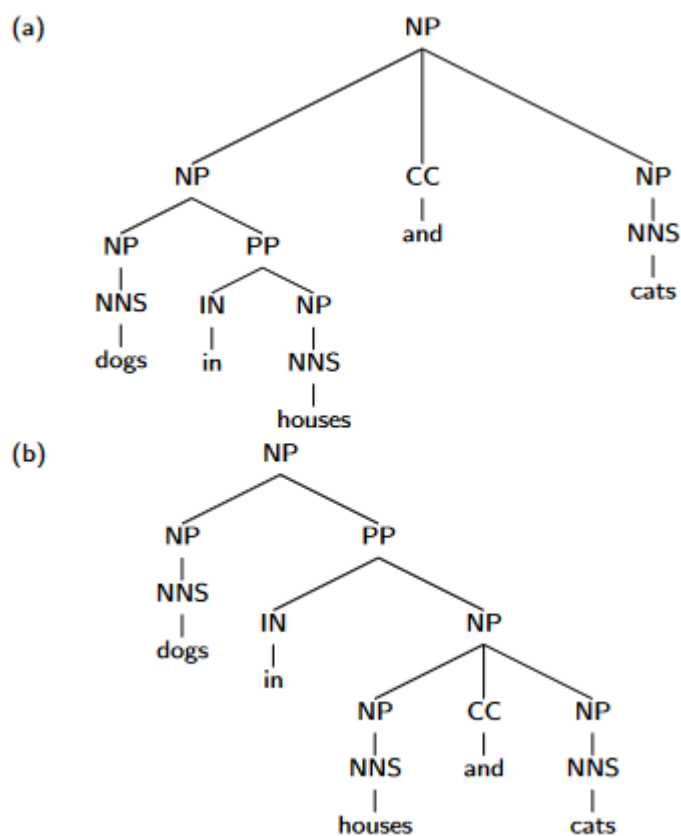 (a) NP
NP CC NP
NP PP and NNS
cats
NNS IN NP
dogs in NNS
houses
(b) NP
NP PP
NNS IN NP
dogs in
NP CC NP
NNS and NNS
houses cats